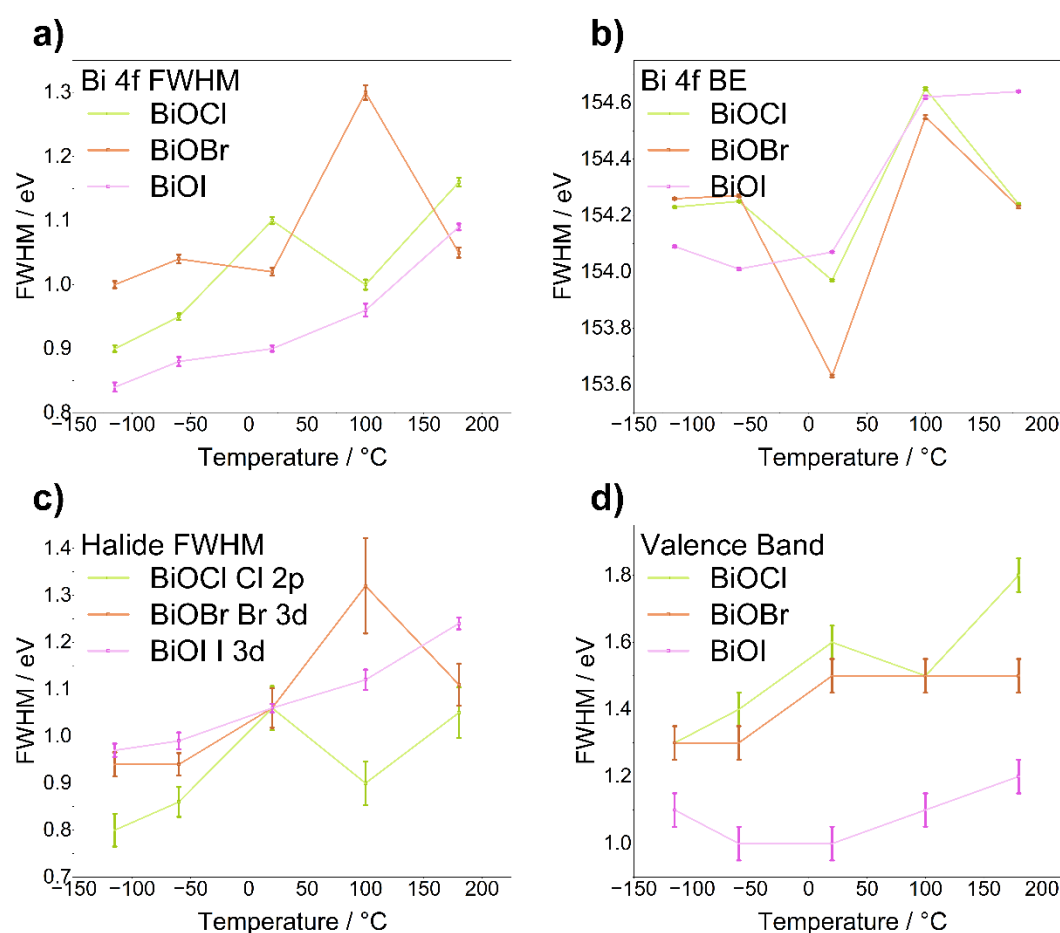 a)
Bi 4f FWHM
BiOCl
BiOBr
BiOI
FWHM / eV
1.3
1.2
1.1
1.0
0.9
0.8
−150 −100 −50 0 50 100 150 200
Temperature / °C
b)
Bi 4f BE
BiOCl
BiOBr
BiOI
FWHM / eV
154.6
154.4
154.2
154.0
153.8
153.6
−150 −100 −50 0 50 100 150 200
Temperature / °C
c)
Halide FWHM
BiOCl Cl 2p
BiOBr Br 3d
BiOI I 3d
FWHM / eV
1.4
1.3
1.2
1.1
1.0
0.9
0.8
0.7
−150 −100 −50 0 50 100 150 200
Temperature / °C
d)
Valence Band
BiOCl
BiOBr
BiOI
FWHM / eV
1.8
1.6
1.4
1.2
1.0
−150 −100 −50 0 50 100 150 200
Temperature / °C